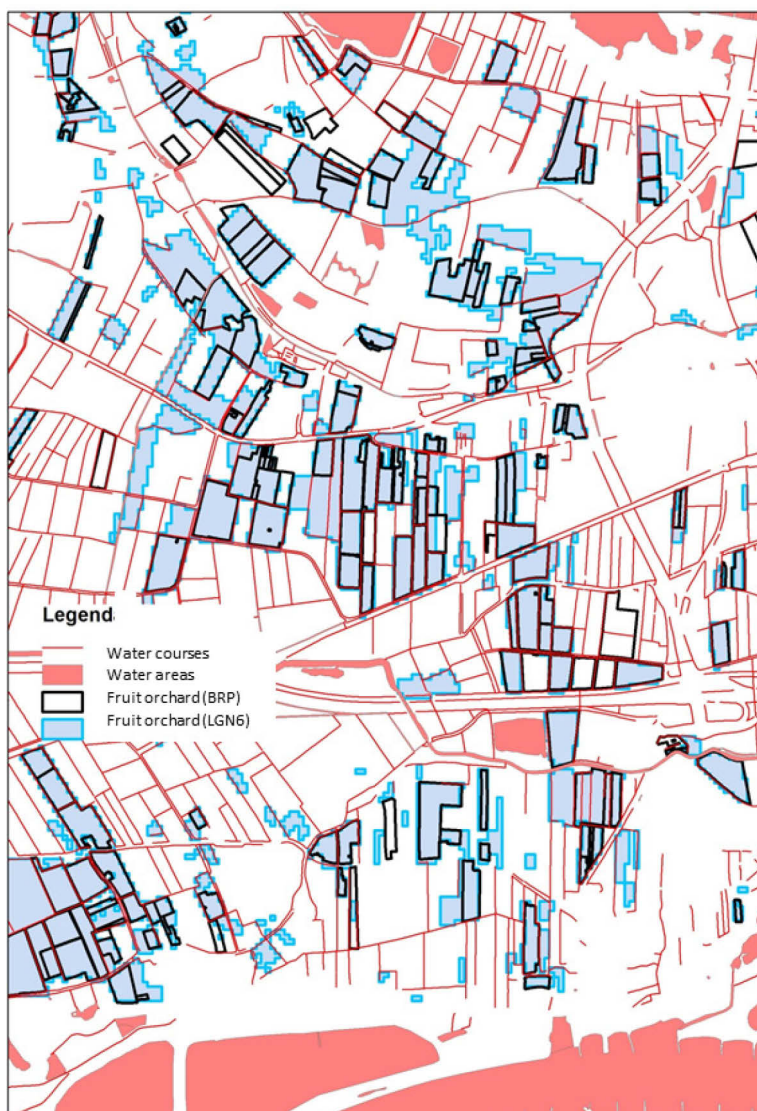 Legend
Water courses
Water areas
Fruit orchard (BRP)
Fruit orchard (LGN6)